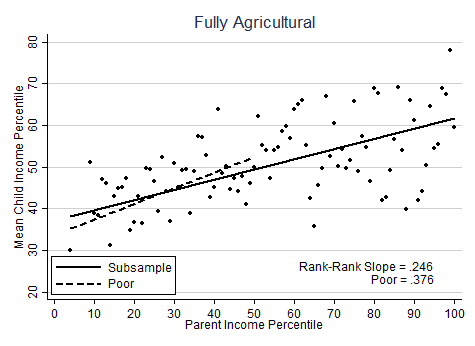 Fully Agricultural
Mean Child Income Percentile
80
70
60
50
40
30
20
Subsample
Poor
Rank-Rank Slope = .246
Poor = .376
0 10 20 30 40 50 60 70 80 90 100
Parent Income Percentile